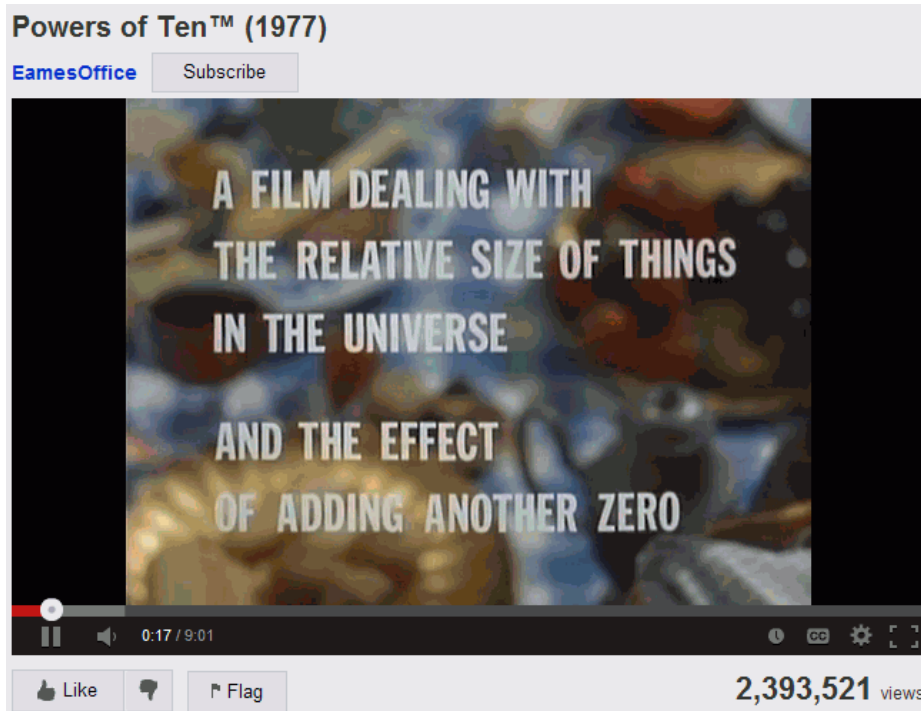 Powers of Ten™ (1977)
EamesOffice Subscribe
A FILM DEALING WITH
THE RELATIVE SIZE OF THINGS
IN THE UNIVERSE
AND THE EFFECT
OF ADDING ANOTHER ZERO
0:17 / 9:01 CC
Like Flag 2,393,521 views